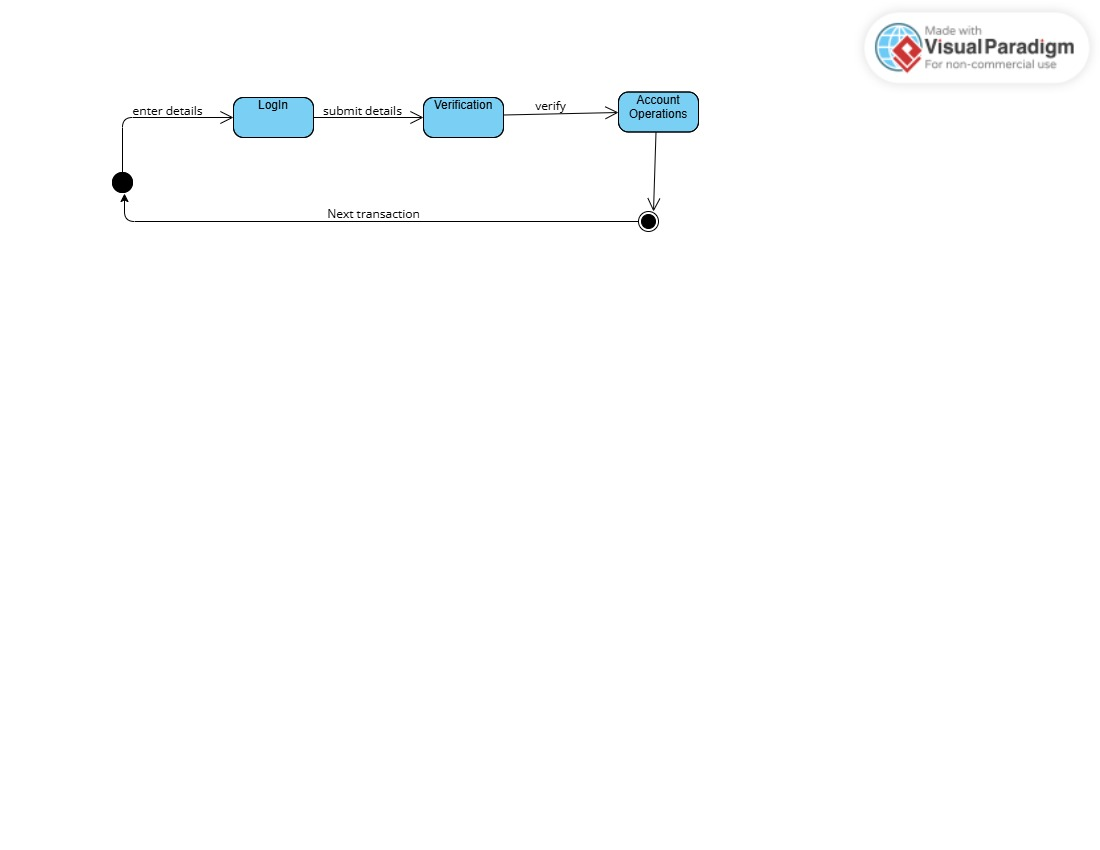 Made with
Visual Paradigm
For non-commercial use
enter details
LogIn
submit details
Verification
verify
Account
Operations
Next transaction